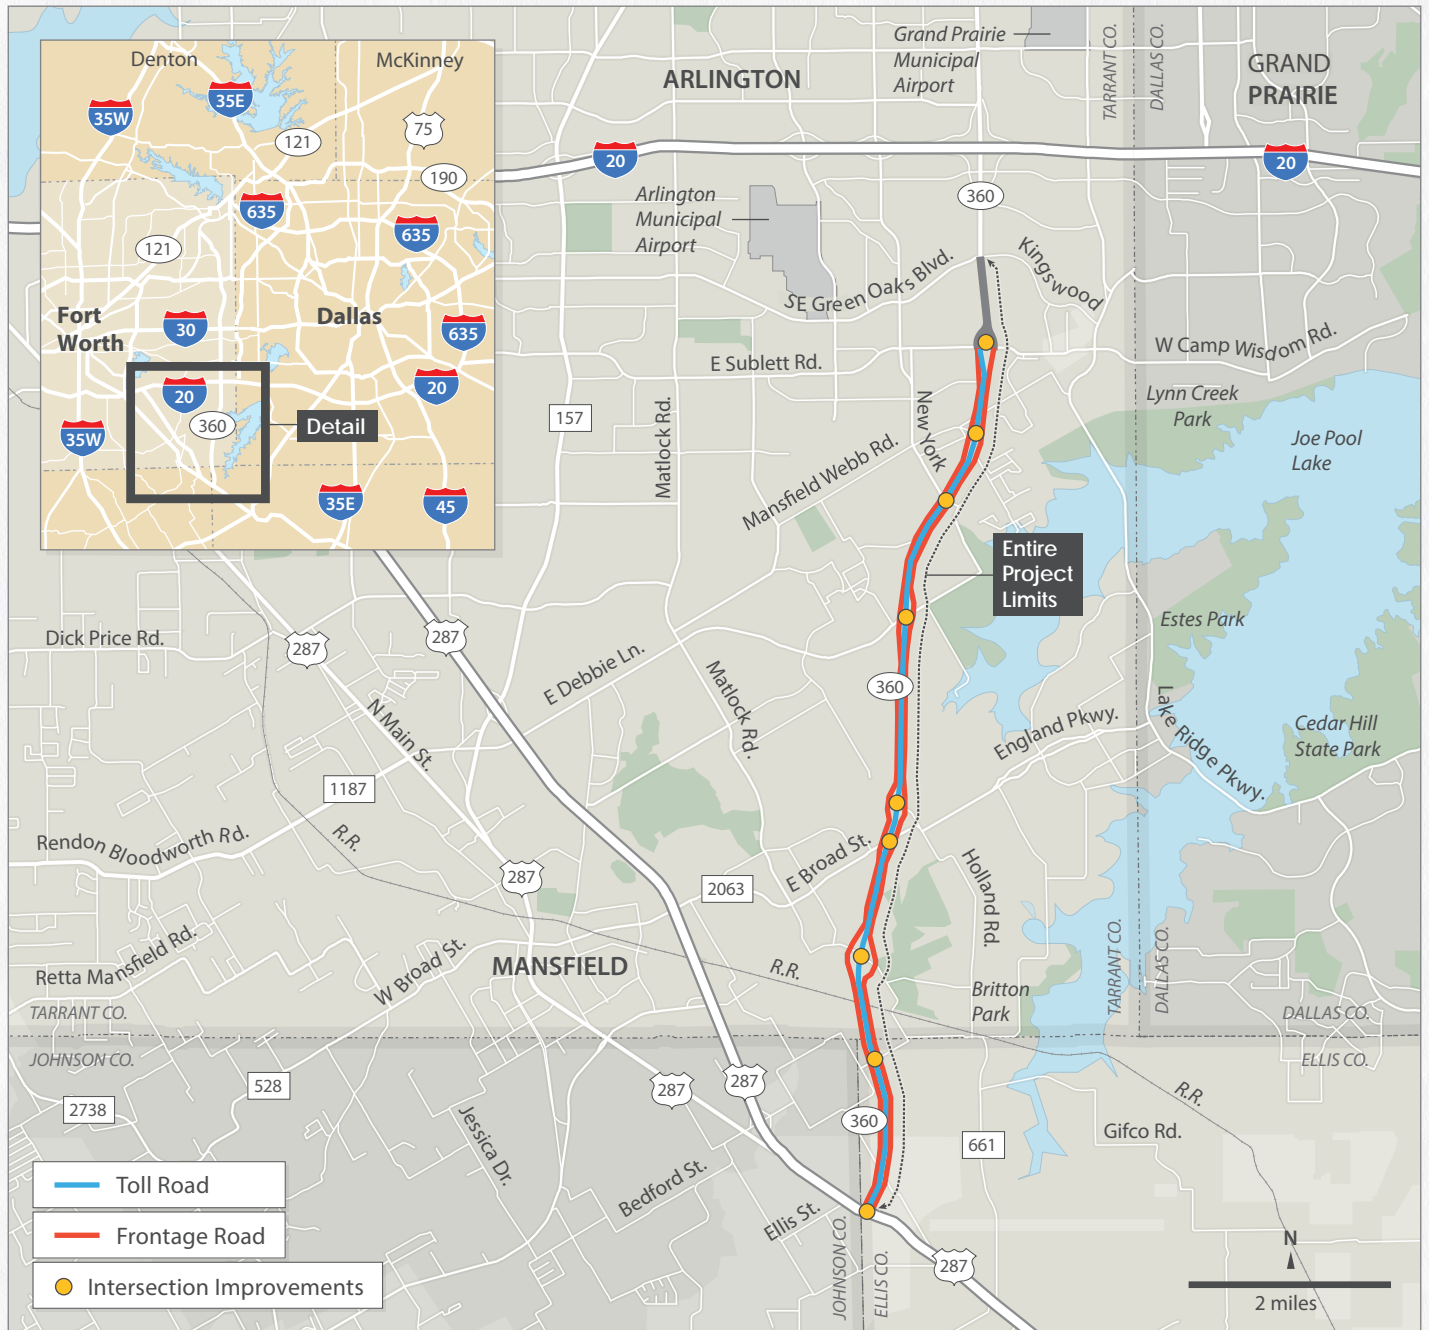 Denton
McKinney
35W
35E
121
75
190
635
635
121
Fort
Worth
30
Dallas
635
20
20
360
35W
Detail
35E
45
ARLINGTON
Grand Prairie
Municipal
Airport
TARRANT CO.
DALLAS CO.
GRAND
PRAIRIE
20
20
360
Arlington
Municipal
Airport
SE Green Oaks Blvd.
Kingswood
W Camp Wisdom Rd.
E Sublett Rd.
Lynn Creek
Park
157
Matlock Rd.
New York
Mansfield Webb Rd.
Joe Pool
Lake
Entire
Project
Limits
Estes Park
Dick Price Rd.
287
287
E Debbie Ln.
Matlock Rd.
360
N Main St.
England Pkwy.
Lake Ridge Pkwy.
Cedar Hill
State Park
1187
Rendon Bloodworth Rd.
R.R.
287
2063
E Broad St.
Holland Rd.
Retta Mansfield Rd.
W Broad St.
MANSFIELD
R.R.
Britton
Park
TARRANT CO.
DALLAS CO.
TARRANT CO.
JOHNSON CO.
DALLAS CO.
ELLIS CO.
528
2738
Jessica Dr.
287
287
360
661
Gifco Rd.
R.R.
Bedford St.
Ellis St.
JOHNSON CO.
ELLIS CO.
287
Toll Road
Frontage Road
Intersection Improvements
N
2 miles